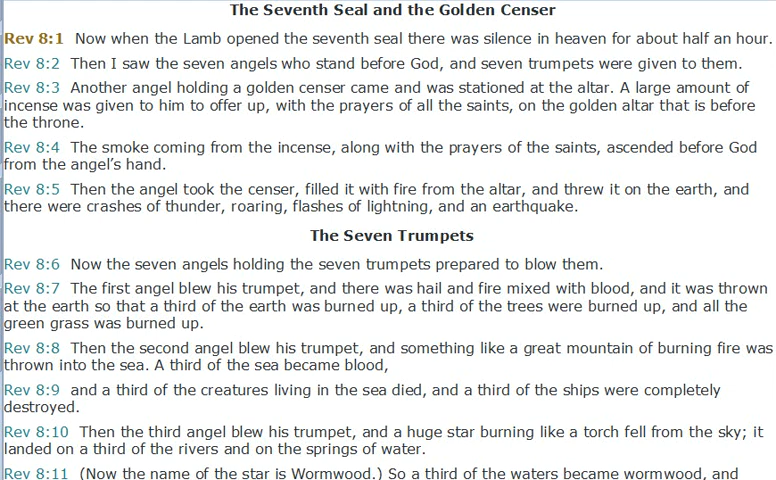 The Seventh Seal and the Golden Censer
Rev 8:1 Now when the Lamb opened the seventh seal there was silence in heaven for about half an hour.
Rev 8:2 Then I saw the seven angels who stand before God, and seven trumpets were given to them.
Rev 8:3 Another angel holding a golden censer came and was stationed at the altar. A large amount of
incense was given to him to offer up, with the prayers of all the saints, on the golden altar that is before
the throne.
Rev 8:4 The smoke coming from the incense, along with the prayers of the saints, ascended before God
from the angel’s hand.
Rev 8:5 Then the angel took the censer, filled it with fire from the altar, and threw it on the earth, and
there were crashes of thunder, roaring, flashes of lightning, and an earthquake.
The Seven Trumpets
Rev 8:6 Now the seven angels holding the seven trumpets prepared to blow them.
Rev 8:7 The first angel blew his trumpet, and there was hail and fire mixed with blood, and it was thrown
at the earth so that a third of the earth was burned up, a third of the trees were burned up, and all the
green grass was burned up.
Rev 8:8 Then the second angel blew his trumpet, and something like a great mountain of burning fire was
thrown into the sea. A third of the sea became blood,
Rev 8:9 and a third of the creatures living in the sea died, and a third of the ships were completely
destroyed.
Rev 8:10 Then the third angel blew his trumpet, and a huge star burning like a torch fell from the sky; it
landed on a third of the rivers and on the springs of water.
Rev 8:11 (Now the name of the star is Wormwood.) So a third of the waters became wormwood, and